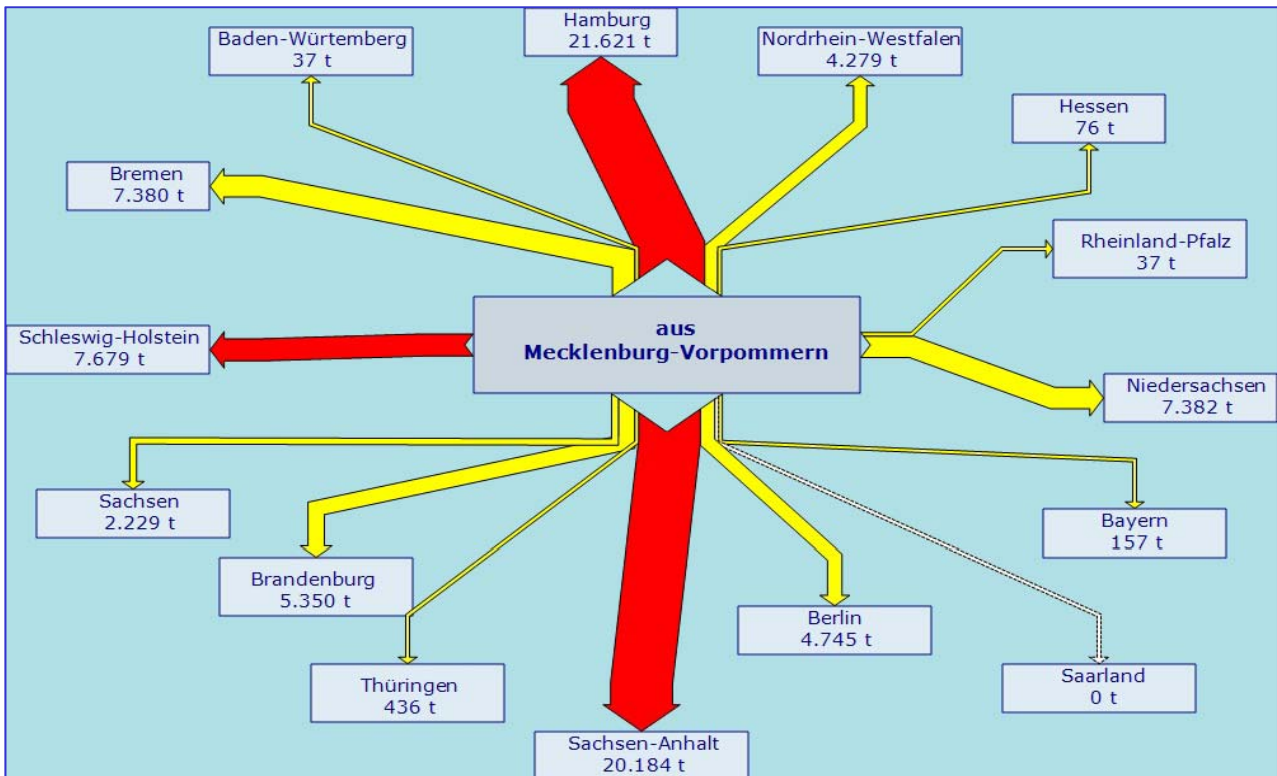 Hamburg
21.621 t
Baden-Würtemberg
37 t
Nordrhein-Westfalen
4.279 t
Hessen
76 t
Bremen
7.380 t
Rheinland-Pfalz
37 t
aus
Mecklenburg-Vorpommern
Schleswig-Holstein
7.679 t
Niedersachsen
7.382 t
Sachsen
2.229 t
Bayern
157 t
Brandenburg
5.350 t
Berlin
4.745 t
Thüringen
436 t
Saarland
0 t
Sachsen-Anhalt
20.184 t